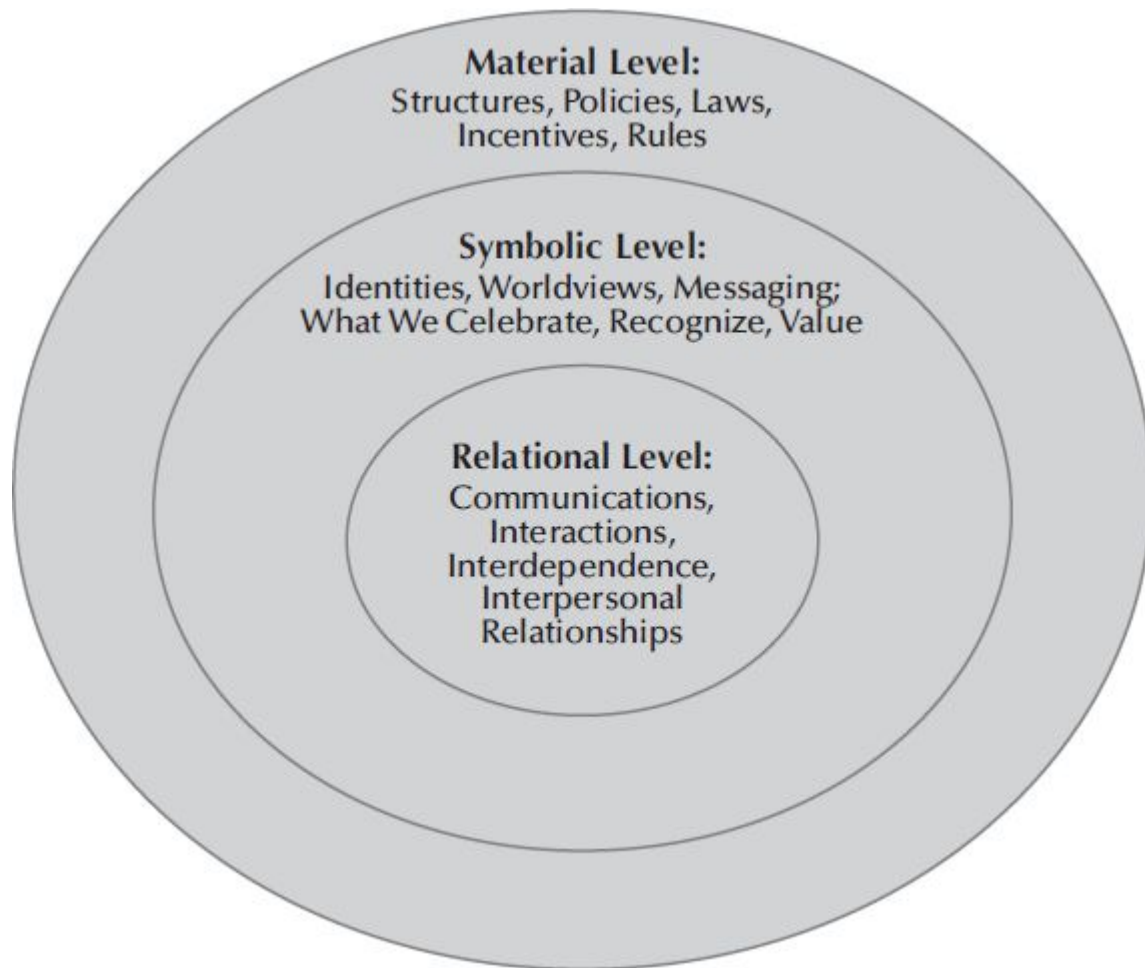 Material Level:
Structures, Policies, Laws,
Incentives, Rules
Symbolic Level:
Identities, Worldviews, Messaging;
What We Celebrate, Recognize, Value
Relational Level:
Communications,
Interactions,
Interdependence,
Interpersonal
Relationships